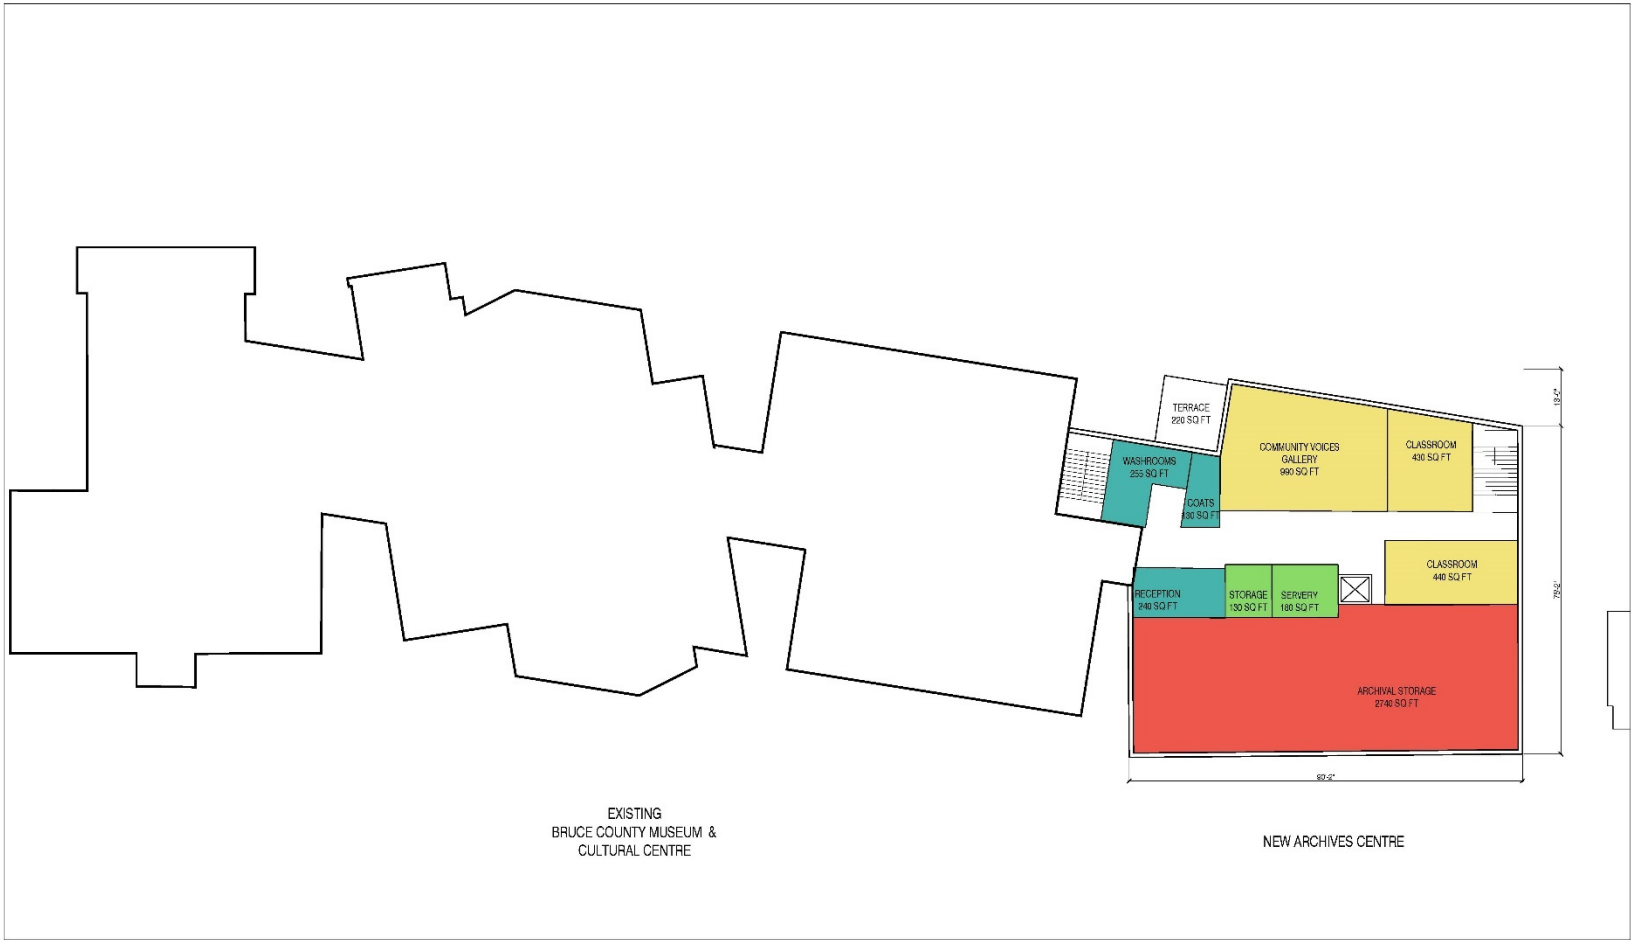 TERRACE
220 SQ FT
COMMUNITY VOICES
GALLERY
990 SQ FT
CLASSROOM
430 SQ FT
WASHROOMS
255 SQ FT
COATS
130 SQ FT
CLASSROOM
440 SQ FT
RECEPTION
240 SQ FT
STORAGE
130 SQ FT
SERVERY
180 SQ FT
ARCHIVAL STORAGE
2740 SQ FT
EXISTING
BRUCE COUNTY MUSEUM &
CULTURAL CENTRE
NEW ARCHIVES CENTRE